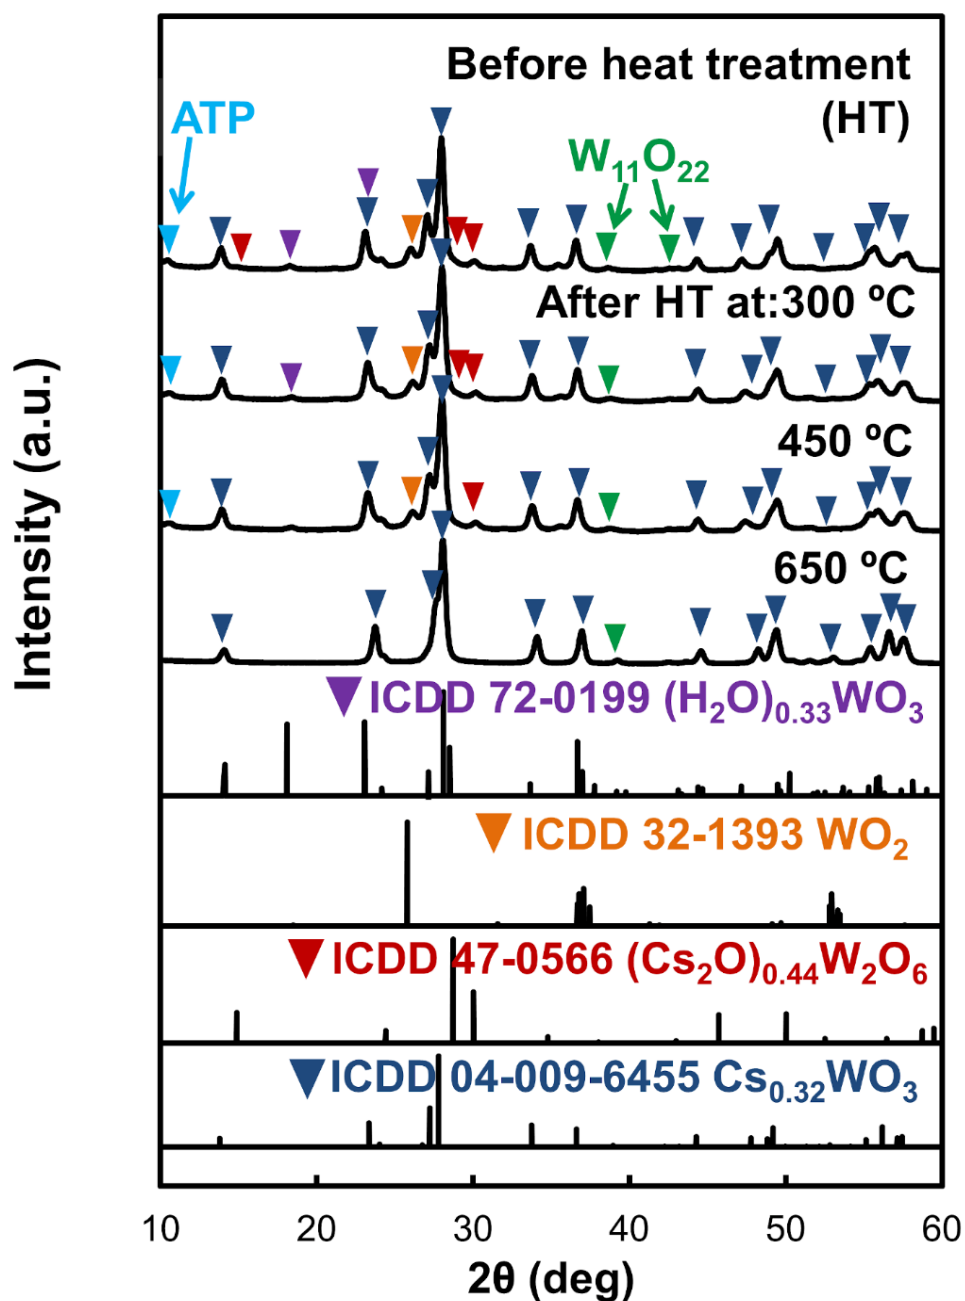 Before heat treatment
(HT)
ATP
W₁₁O₂₂
After HT at:300 ºC
450 ºC
650 ºC
ICDD 72-0199 (H₂O)₀.₃₃WO₃
ICDD 32-1393 WO₂
ICDD 47-0566 (Cs₂O)₀.₄₄W₂O₆
ICDD 04-009-6455 Cs₀.₃₂WO₃
Intensity (a.u.)
10 20 30 40 50 60
2θ (deg)